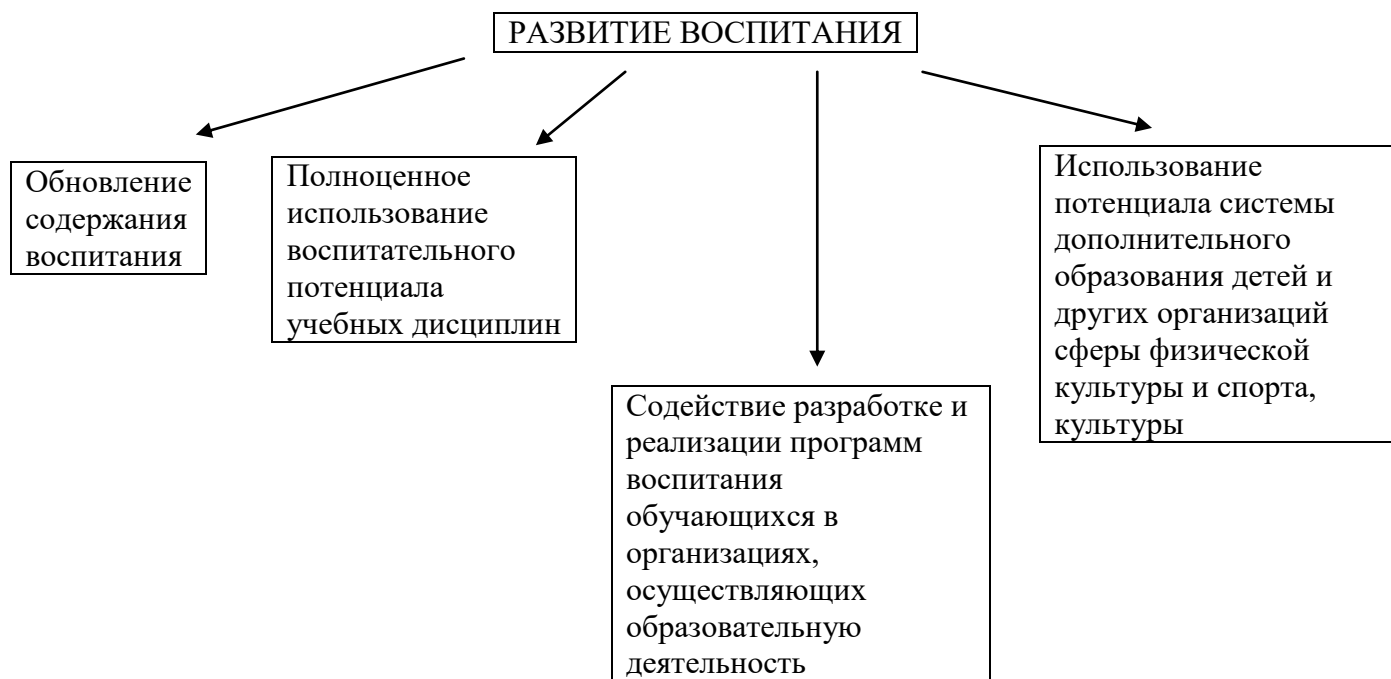 РАЗВИТИЕ ВОСПИТАНИЯ
Обновление
содержания
воспитания
Полноценное
использование
воспитательного
потенциала
учебных дисциплин
Содействие разработке и
реализации программ
воспитания
обучающихся в
организациях,
осуществляющих
образовательную
деятельность
Использование
потенциала системы
дополнительного
образования детей и
других организаций
сферы физической
культуры и спорта,
культуры